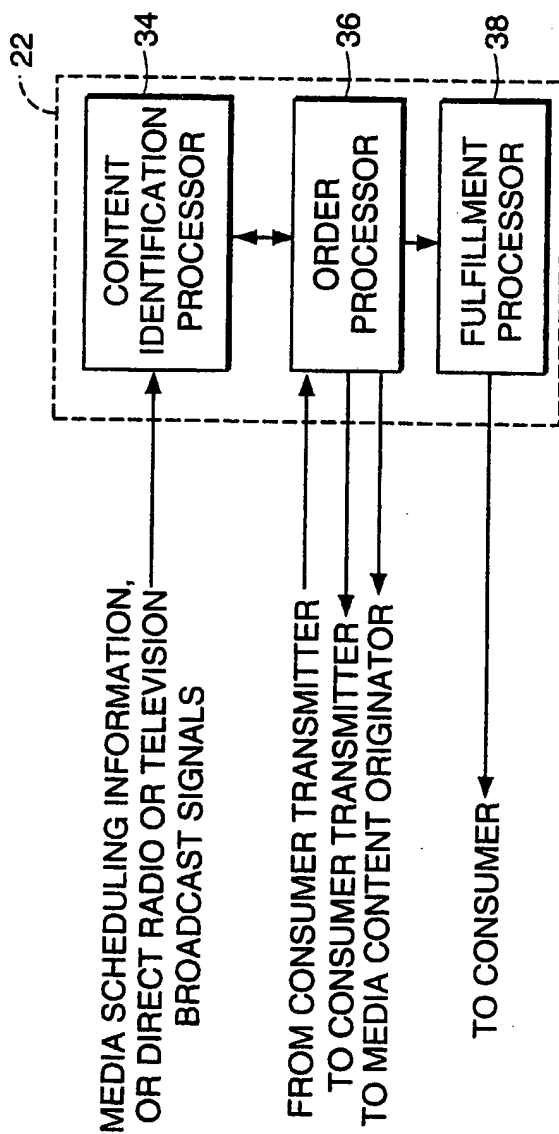 22
MEDIA SCHEDULING INFORMATION,
OR DIRECT RADIO OR TELEVISION
BROADCAST SIGNALS
CONTENT
IDENTIFICATION
PROCESSOR
34
FROM CONSUMER TRANSMITTER
TO CONSUMER TRANSMITTER
TO MEDIA CONTENT ORIGINATOR
ORDER
PROCESSOR
36
TO CONSUMER
FULFILLMENT
PROCESSOR
38